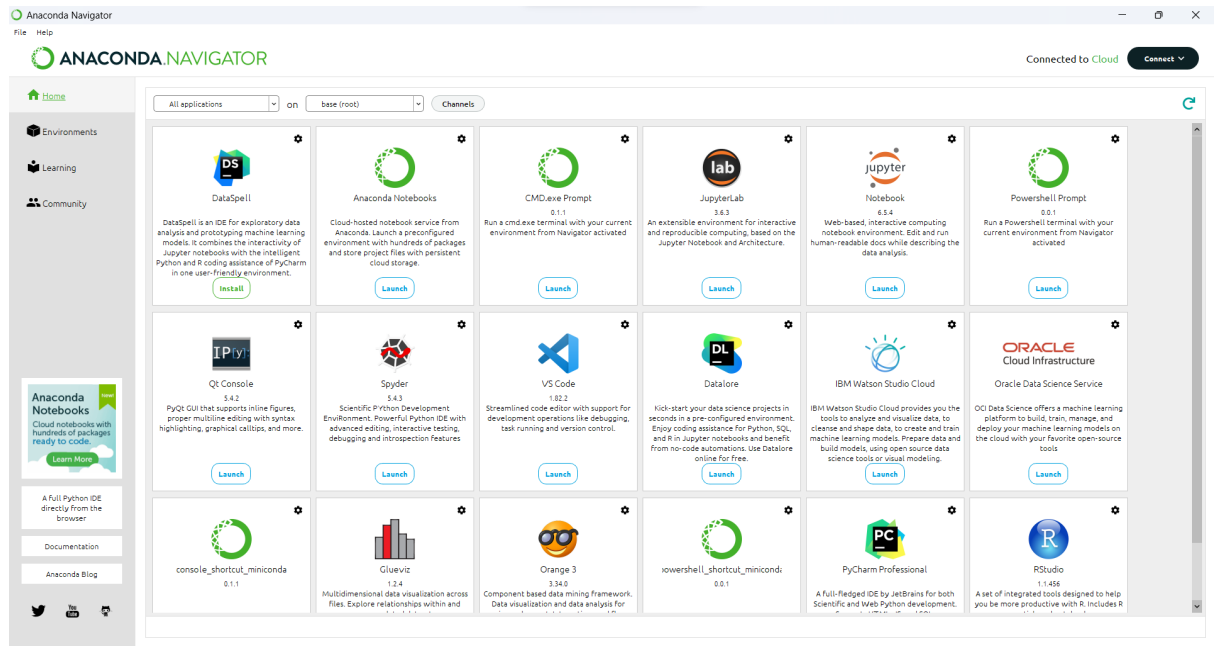 Anaconda Navigator
File Help
ANACONDA.NAVIGATOR
Connected to Cloud
Connect
Home
Environments
Learning
Community
All applications
on
base (root)
Channels
DS
DataSpell
DataSpell is an IDE for exploratory data
analysis and prototyping machine learning
models. It combines the interactivity of
Jupyter notebooks with the intelligent
Python and R coding assistance of PyCharm
in one user-friendly environment.
Install
Anaconda Notebooks
Cloud-hosted notebook service from
Anaconda. Launch a preconfigured
environment with hundreds of packages
and store project files with persistent
cloud storage.
Launch
CMD.exe Prompt
0.1.1
Run a cmd.exe terminal with your current
environment from Navigator activated
Launch
lab
JupyterLab
3.6.3
An extensible environment for interactive
and reproducible computing, based on the
Jupyter Notebook and Architecture.
Launch
jupyter
Notebook
6.5.4
Web-based, interactive computing
notebook environment. Edit and run
human-readable docs while describing the
data analysis.
Launch
Powershell Prompt
0.0.1
Run a Powershell terminal with your
current environment from Navigator
activated
Launch
IP[y]
Qt Console
5.4.2
PyQt GUI that supports inline figures,
proper multiline editing with syntax
highlighting, graphical calltips, and more.
Launch
Spyder
5.4.3
Scientific PYthon Development
EnviRonment. Powerful Python IDE with
advanced editing, interactive testing,
debugging and introspection features
Launch
VS Code
1.82.2
Streamlined code editor with support for
development operations like debugging,
task running and version control.
Launch
DL
Datalore
Kick-start your data science projects in
seconds in a pre-configured environment.
Enjoy coding assistance for Python, SQL,
and R in Jupyter notebooks and benefit
from no-code automations. Use Datalore
online for free.
Launch
IBM Watson Studio Cloud
IBM Watson Studio Cloud provides you the
tools to analyze and visualize data, to
cleanse and shape data, to create and train
machine learning models. Prepare data and
build models, using open source data
science tools or visual modeling.
Launch
ORACLE
Cloud Infrastructure
Oracle Data Science Service
OCI Data Science offers a machine learning
platform to build, train, manage, and
deploy your machine learning models on
the cloud with your favorite open-source
tools
Launch
console_shortcut_miniconda
0.1.1
Glueviz
1.2.4
Multidimensional data visualization across
files. Explore relationships within and
Orange 3
3.34.0
Component based data mining framework.
Data visualization and data analysis for
powershell_shortcut_miniconda
0.0.1
PC
PyCharm Professional
A full-fledged IDE by JetBrains for both
Scientific and Web Python development.
R
RStudio
1.1.456
A set of integrated tools designed to help
you be more productive with R. Includes R
Anaconda
Notebooks
New!
Cloud notebooks with
hundreds of packages
ready to code.
Learn More
A full Python IDE
directly from the
browser
Documentation
Anaconda Blog
You
Tube